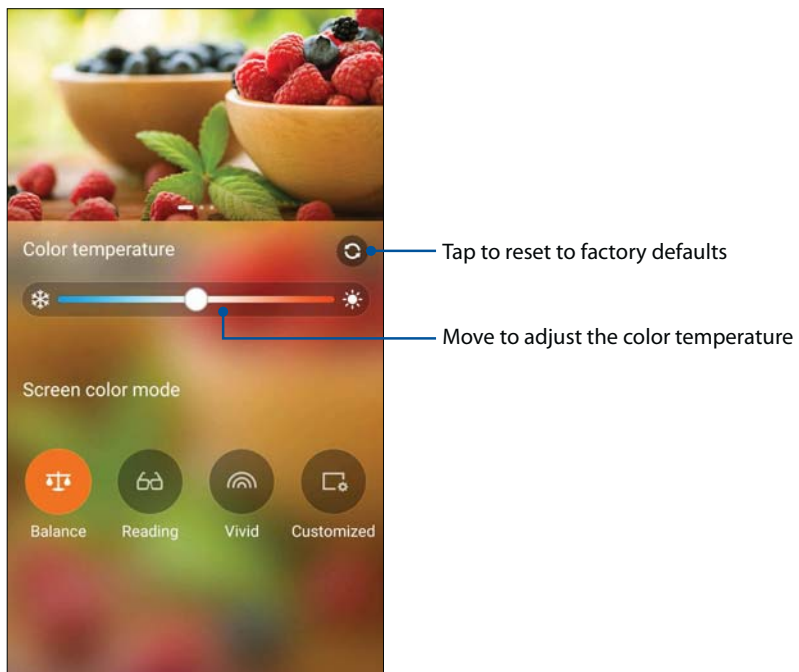 Color temperature
Tap to reset to factory defaults
Move to adjust the color temperature
Screen color mode
Balance
Reading
Vivid
Customized